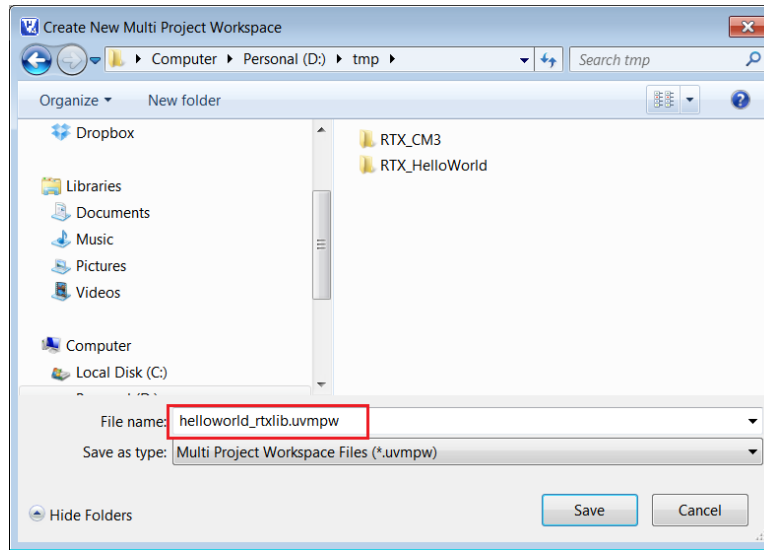 Create New Multi Project Workspace
Computer Personal (D:) tmp
Search tmp
Organize
New folder
Dropbox
Libraries
Documents
Music
Pictures
Videos
Computer
Local Disk (C:)
RTX_CM3
RTX_HelloWorld
File name: helloworld_rtxlib.uvmpw
Save as type: Multi Project Workspace Files (*.uvmpw)
Hide Folders
Save
Cancel